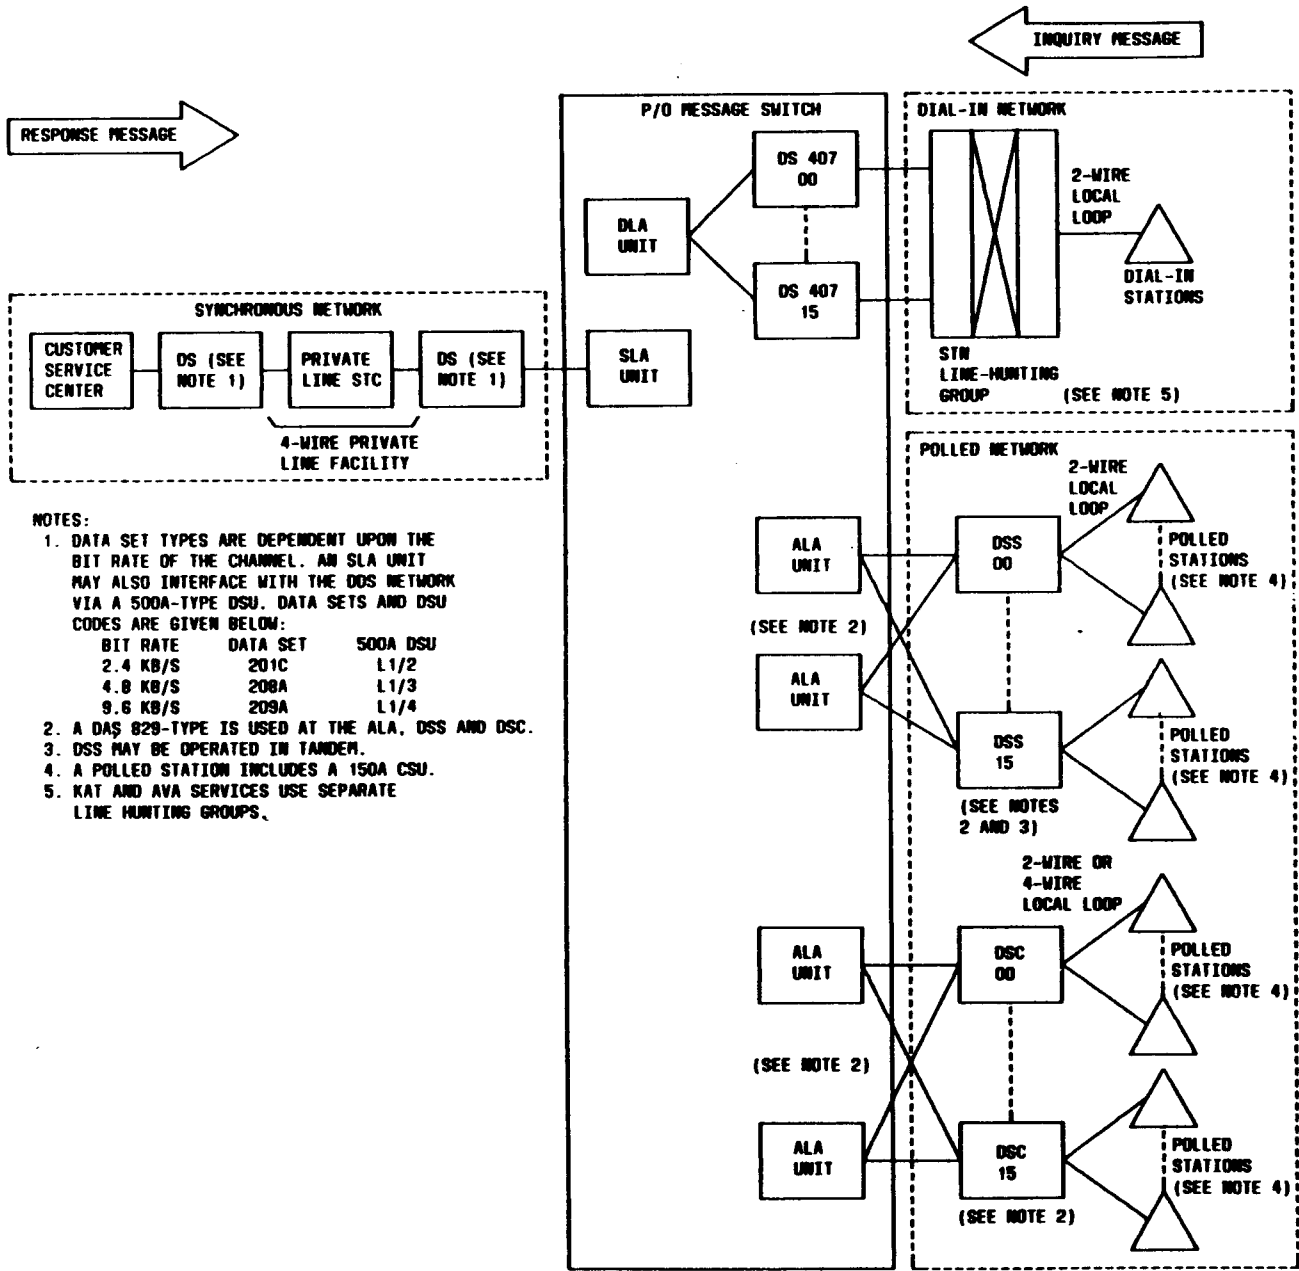 INQUIRY MESSAGE
RESPONSE MESSAGE
P/O MESSAGE SWITCH
DIAL-IN NETWORK
DS 407
00
2-WIRE
LOCAL
LOOP
DLA
UNIT
DS 407
15
DIAL-IN
STATIONS
SYNCHRONOUS NETWORK
CUSTOMER
SERVICE
CENTER
DS (SEE
NOTE 1)
PRIVATE
LINE STC
DS (SEE
NOTE 1)
SLA
UNIT
STN
LINE-HUNTING
GROUP
(SEE NOTE 5)
4-WIRE PRIVATE
LINE FACILITY
POLLED NETWORK
2-WIRE
LOCAL
LOOP
ALA
UNIT
DSS
00
POLLED
STATIONS
(SEE NOTE 4)
(SEE NOTE 2)
ALA
UNIT
DSS
15
POLLED
STATIONS
(SEE NOTE 4)
(SEE NOTES
2 AND 3)
2-WIRE OR
4-WIRE
LOCAL LOOP
ALA
UNIT
DSC
00
POLLED
STATIONS
(SEE NOTE 4)
(SEE NOTE 2)
ALA
UNIT
DSC
15
POLLED
STATIONS
(SEE NOTE 4)
(SEE NOTE 2)
NOTES:
1. DATA SET TYPES ARE DEPENDENT UPON THE
BIT RATE OF THE CHANNEL. AN SLA UNIT
MAY ALSO INTERFACE WITH THE DDS NETWORK
VIA A 500A-TYPE DSU. DATA SETS AND DSU
CODES ARE GIVEN BELOW:
BIT RATE DATA SET 500A DSU
2.4 KB/S 201C L1/2
4.8 KB/S 208A L1/3
9.6 KB/S 209A L1/4
2. A DAS 829-TYPE IS USED AT THE ALA, DSS AND DSC.
3. DSS MAY BE OPERATED IN TANDEM.
4. A POLLED STATION INCLUDES A 150A CSU.
5. KAT AND AVA SERVICES USE SEPARATE
LINE HUNTING GROUPS.